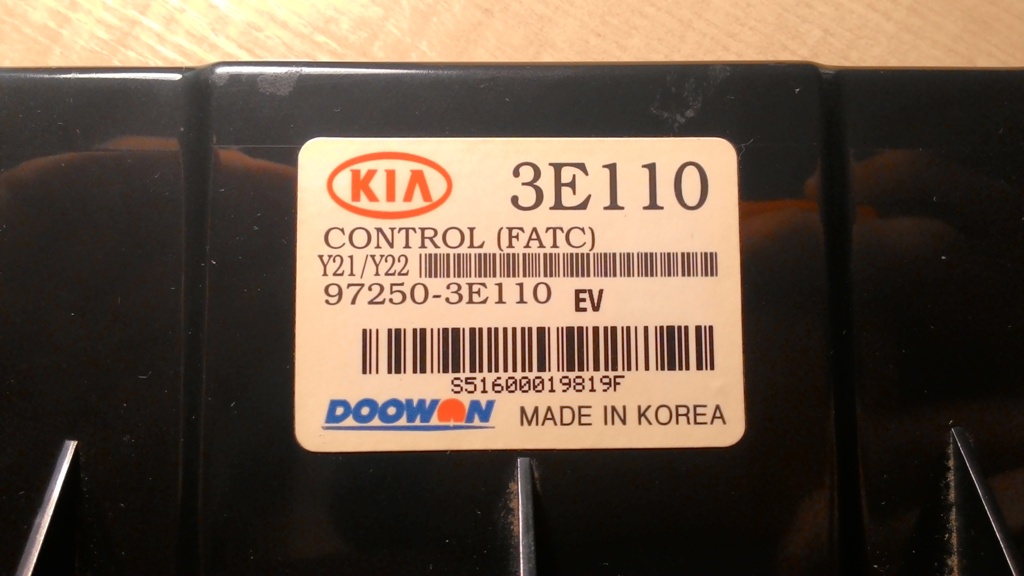 KIA 3E110
CONTROL (FATC)
Y21/Y22
97250-3E110 EV
S51600019819F
DOOWON MADE IN KOREA